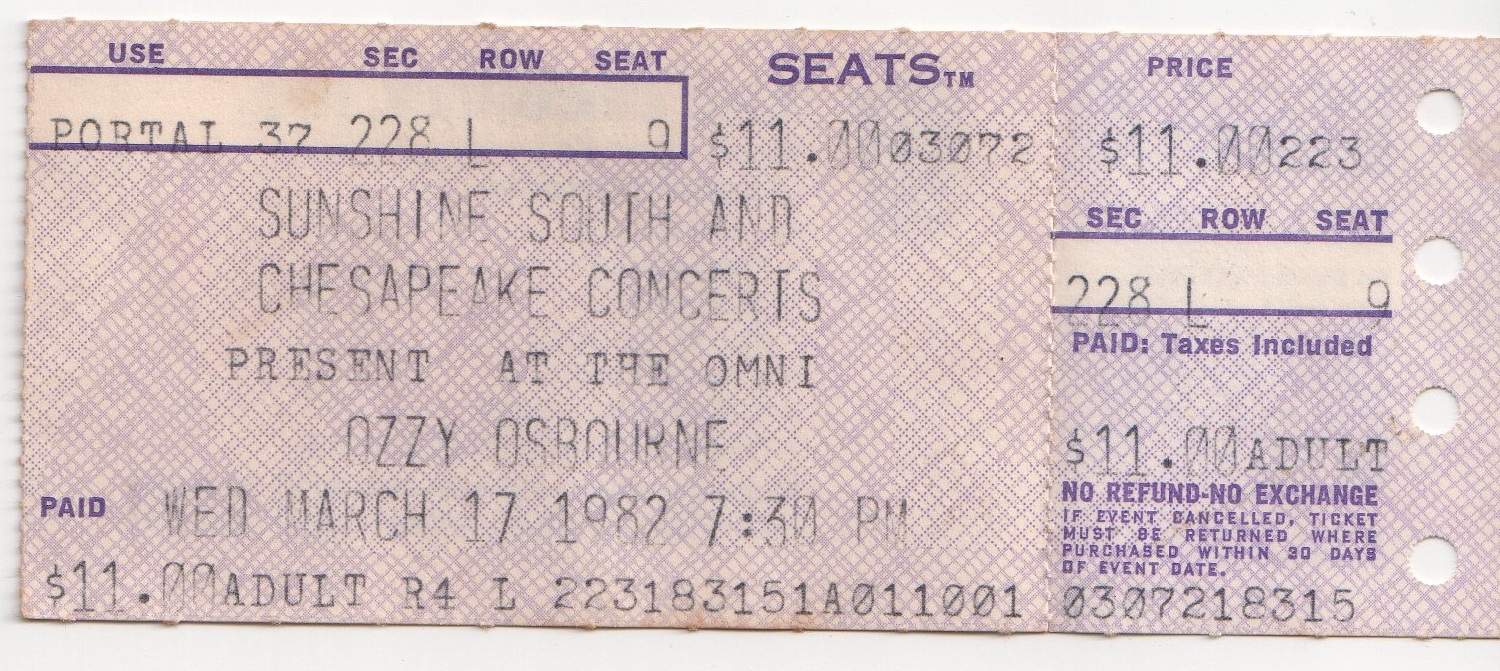 USE SEC ROW SEAT SEATS™
PORTAL 37 228 L 9 $11.00 03072
SUNSHINE SOUTH AND
CHESAPEAKE CONCERTS
PRESENT AT THE OMNI
OZZY OSBOURNE
PAID WED MARCH 17 1982 7:30 PM
$11.00ADULT R4 L 223183151A011001
PRICE
$11.00223
SEC ROW SEAT
228 L 9
PAID: Taxes Included
$11.00ADULT
NO REFUND-NO EXCHANGE
IF EVENT CANCELLED, TICKET
MUST BE RETURNED WHERE
PURCHASED WITHIN 30 DAYS
OF EVENT DATE.
0307218315